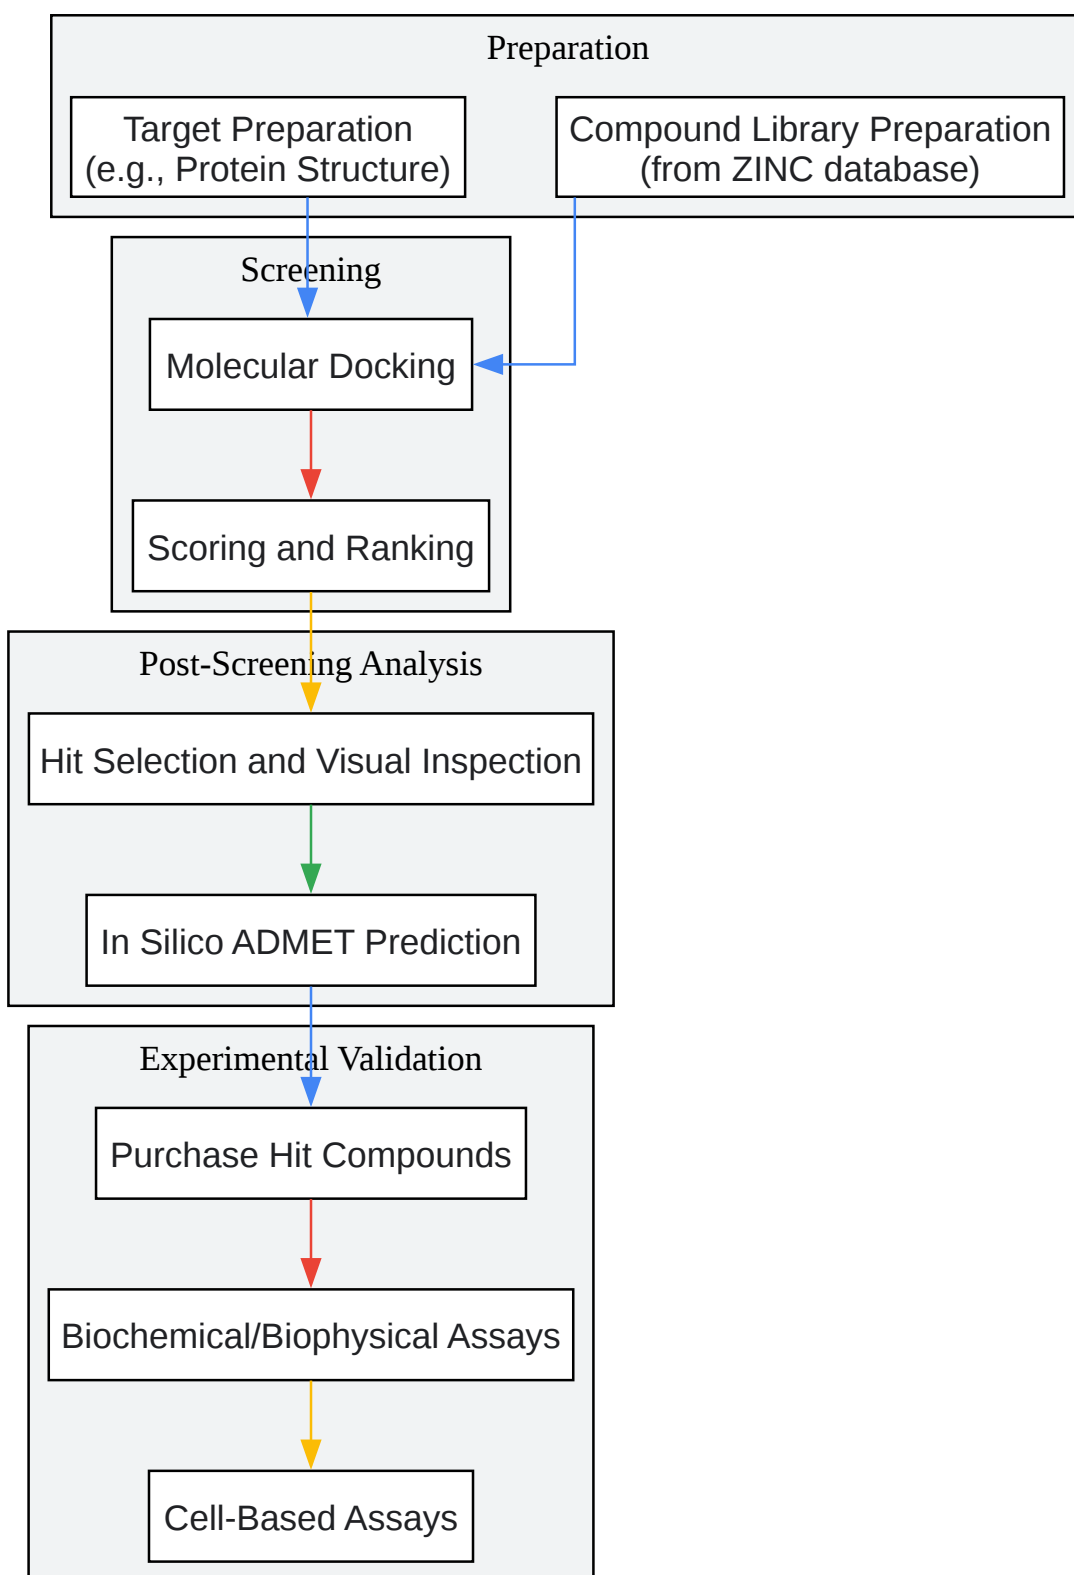 Preparation
Target Preparation
(e.g., Protein Structure)
Compound Library Preparation
(from ZINC database)
Screening
Molecular Docking
Scoring and Ranking
Post-Screening Analysis
Hit Selection and Visual Inspection
In Silico ADMET Prediction
Experimental Validation
Purchase Hit Compounds
Biochemical/Biophysical Assays
Cell-Based Assays